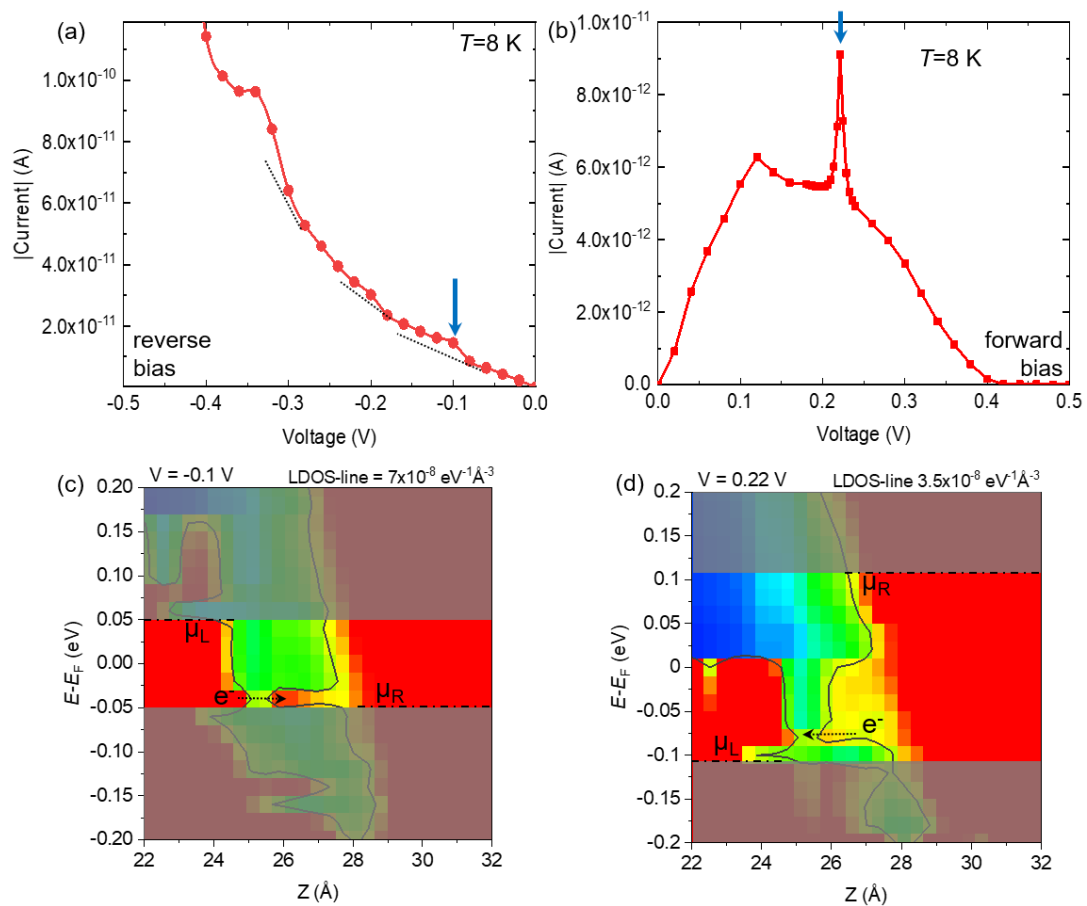 (a)
T=8 K
1.0x10-10
8.0x10-11
6.0x10-11
4.0x10-11
2.0x10-11
|Current| (A)
reverse
bias
-0.5 -0.4 -0.3 -0.2 -0.1 0.0
Voltage (V)
(b)
T=8 K
1.0x10-11
8.0x10-12
6.0x10-12
4.0x10-12
2.0x10-12
0.0
|Current| (A)
forward
bias
0.0 0.1 0.2 0.3 0.4 0.5
Voltage (V)
(c)
V = -0.1 V
LDOS-line = 7x10-8 eV-1Å-3
0.20
0.15
0.10
0.05
0.00
-0.05
-0.10
-0.15
-0.20
E-EF (eV)
μL
e-
μR
22 24 26 28 30 32
Z (Å)
(d)
V = 0.22 V
LDOS-line 3.5x10-8 eV-1Å-3
0.2
0.15
0.1
0.05
0
-0.05
-0.1
-0.15
-0.2
E-EF (eV)
μR
e-
μL
22 24 26 28 30 32
Z (Å)